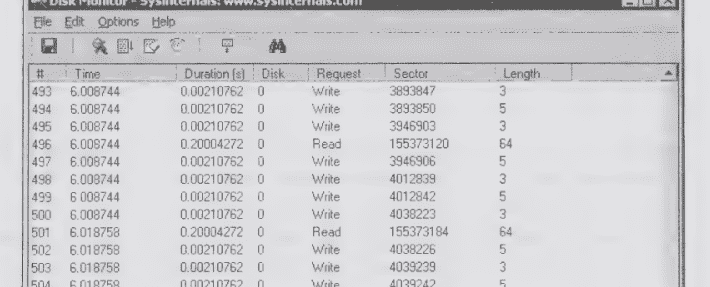 Disk Monitor - Sysinternals: www.sysinternals.com
File Edit Options Help
# Time Duration (s) Disk Request Sector Length
493 6.008744 0.00210762 0 Write 3893847 3
494 6.008744 0.00210762 0 Write 3893850 5
495 6.008744 0.00210762 0 Write 3946903 3
496 6.008744 0.20004272 0 Read 155373120 64
497 6.008744 0.00210762 0 Write 3946906 5
498 6.008744 0.00210762 0 Write 4012839 3
499 6.008744 0.00210762 0 Write 4012842 5
500 6.008744 0.00210762 0 Write 4038223 3
501 6.018758 0.20004272 0 Read 155373184 64
502 6.018758 0.00210762 0 Write 4038226 5
503 6.018758 0.00210762 0 Write 4039239 3
504 6.018758 0.00210762 0 Write 4039242 5